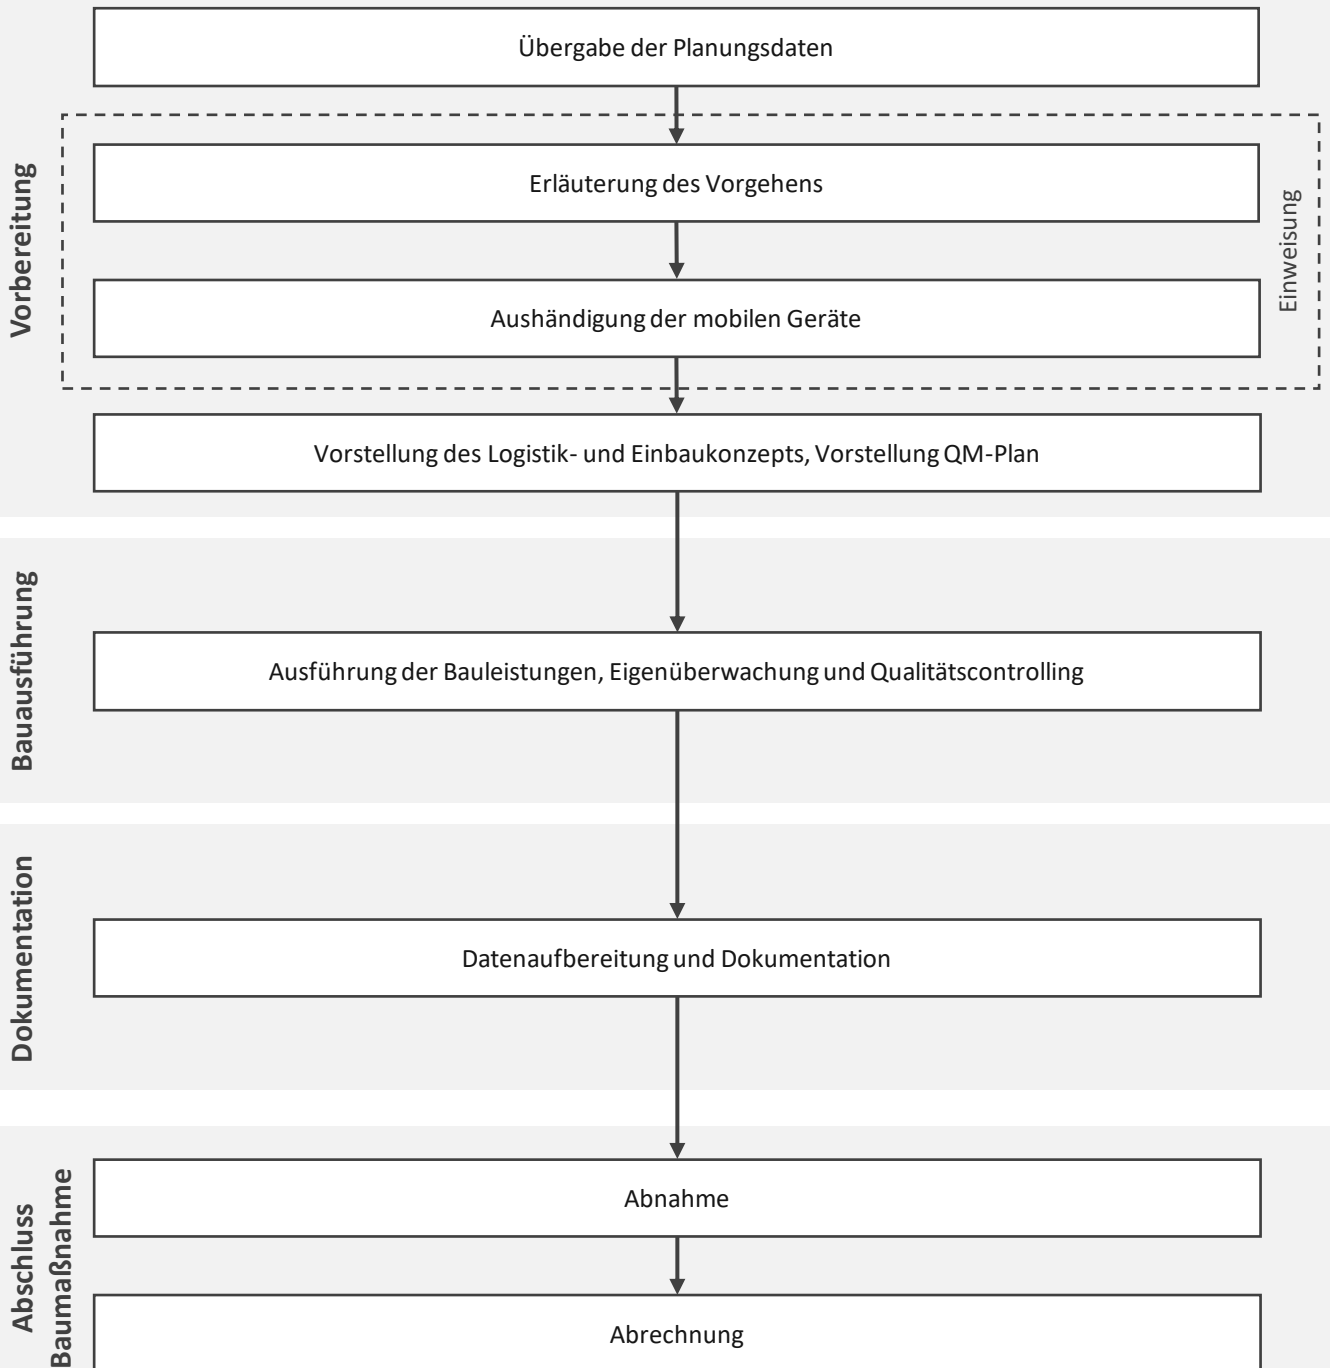 Vorbereitung
Übergabe der Planungsdaten
Einweisung
Erläuterung des Vorgehens
Aushändigung der mobilen Geräte
Vorstellung des Logistik- und Einbaukonzepts, Vorstellung QM-Plan
Bauausführung
Ausführung der Bauleistungen, Eigenüberwachung und Qualitätscontrolling
Dokumentation
Datenaufbereitung und Dokumentation
Abschluss
Baumaßnahme
Abnahme
Abrechnung